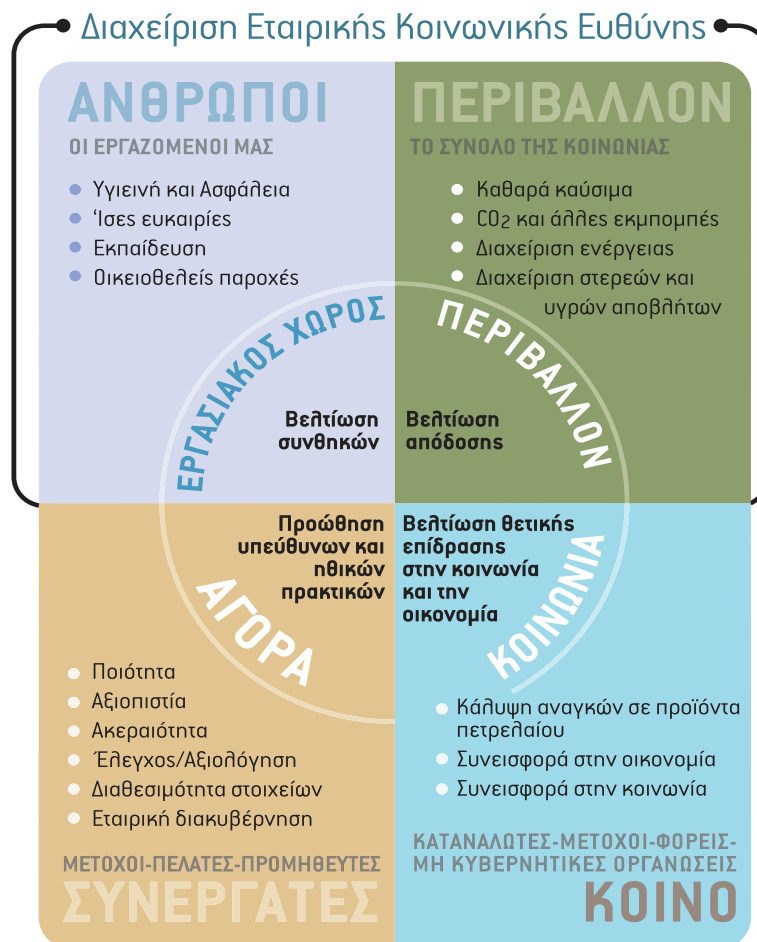 Διαχείριση Εταιρικής Κοινωνικής Ευθύνης
ΑΝΘΡΩΠΟΙ
ΟΙ ΕΡΓΑΖΟΜΕΝΟΙ ΜΑΣ
Υγιεινή και Ασφάλεια
‘Ισες ευκαιρίες
Εκπαίδευση
Οικειοθελείς παροχές
ΕΡΓΑΣΙΑΚΟΣ ΧΩΡΟΣ
Βελτίωση
συνθηκών
ΠΕΡΙΒΑΛΛΟΝ
ΤΟ ΣΥΝΟΛΟ ΤΗΣ ΚΟΙΝΩΝΙΑΣ
Καθαρά καύσιμα
CO2 και άλλες εκμπομπές
Διαχείριση ενέργειας
Διαχείριση στερεών και
υγρών αποβλήτων
ΠΕΡΙΒΑΛΛΟΝ
Βελτίωση
απόδοσης
Προώθηση
υπεύθυνων και
ηθικών
πρακτικών
ΑΓΟΡΑ
Ποιότητα
Αξιοπιστία
Ακεραιότητα
Έλεγχος/Αξιολόγηση
Διαθεσιμότητα στοιχείων
Εταιρική διακυβέρνηση
ΜΕΤΟΧΟΙ-ΠΕΛΑΤΕΣ-ΠΡΟΜΗΘΕΥΤΕΣ
ΣΥΝΕΡΓΑΤΕΣ
Βελτίωση θετικής
επίδρασης
στην κοινωνία
και την
οικονομία
ΚΟΙΝΩΝΙΑ
Κάλυψη αναγκών σε προϊόντα
πετρελαίου
Συνεισφορά στην οικονομία
Συνεισφορά στην κοινωνία
ΚΑΤΑΝΑΛΩΤΕΣ-ΜΕΤΟΧΟΙ-ΦΟΡΕΙΣ-
ΜΗ ΚΥΒΕΡΝΗΤΙΚΕΣ ΟΡΓΑΝΩΣΕΙΣ
ΚΟΙΝΟ